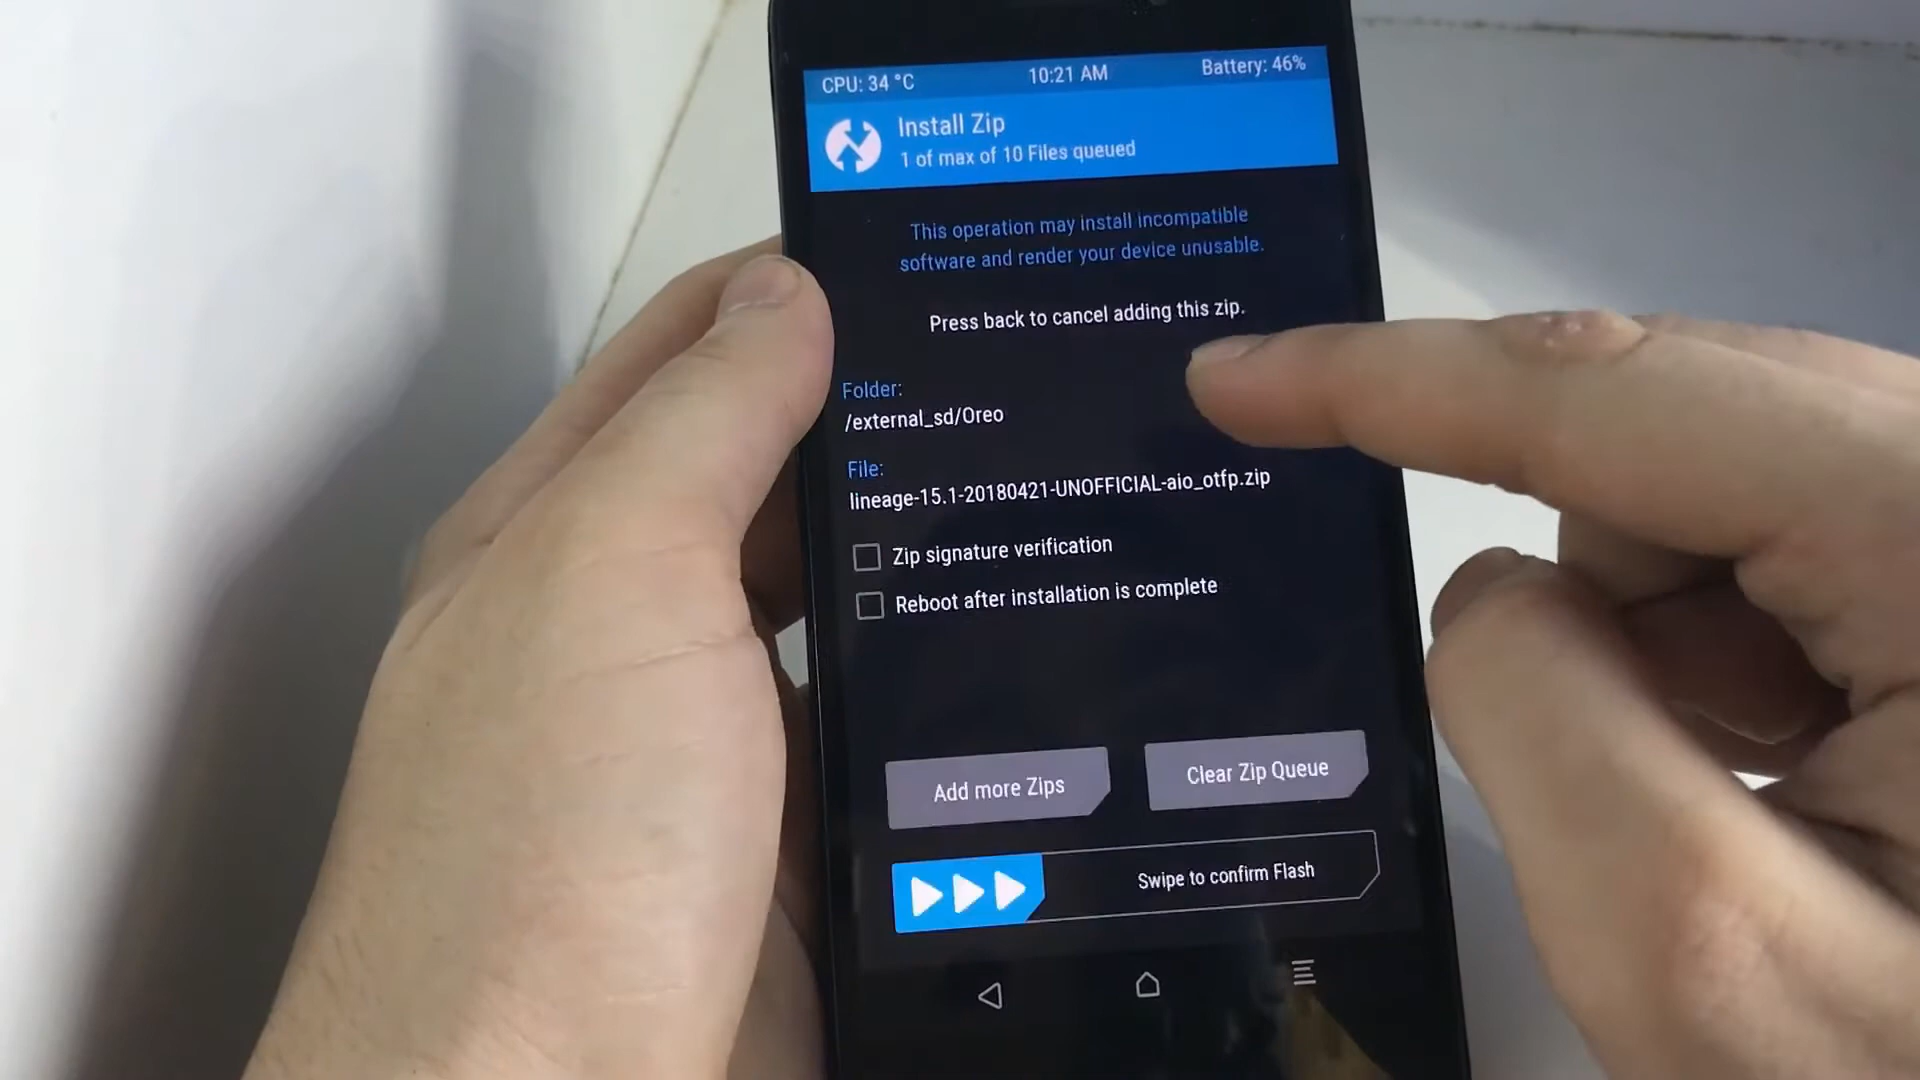 CPU: 34 °C
10:21 AM
Battery: 46%
Install Zip
1 of max of 10 Files queued
This operation may install incompatible
software and render your device unusable.
Press back to cancel adding this zip.
Folder:
/external_sd/Oreo
File:
lineage-15.1-20180421-UNOFFICIAL-aio_otfp.zip
Zip signature verification
Reboot after installation is complete
Add more Zips
Clear Zip Queue
Swipe to confirm Flash